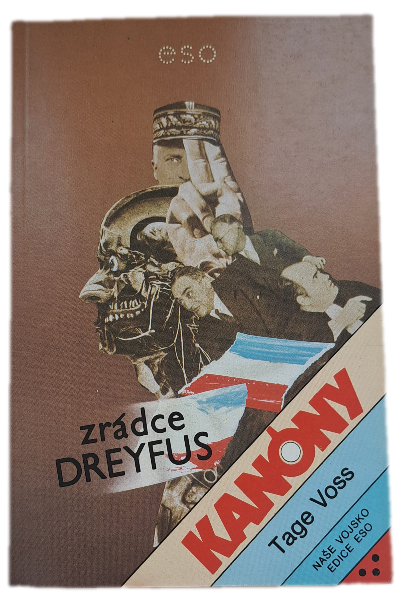 eso
zrádce
DREYFUS
KANÓNY
Tage Voss
NAŠE VOJSKO
EDICE ESO